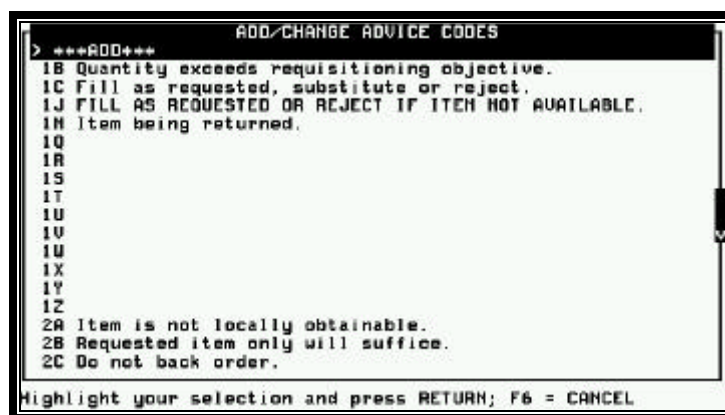 ADD/CHANGE ADVICE CODES
> +++ADD+++
1B Quantity exceeds requisitioning objective.
1C Fill as requested, substitute or reject.
1J FILL AS REQUESTED OR REJECT IF ITEM NOT AVAILABLE.
1N Item being returned.
1Q
1R
1S
1T
1U
1V
1W
1X
1Y
1Z
2A Item is not locally obtainable.
2B Requested item only will suffice.
2C Do not back order.
Highlight your selection and press RETURN; F6 = CANCEL